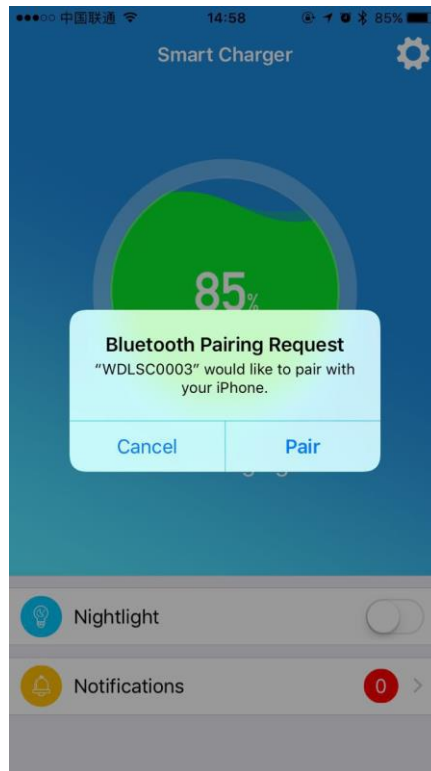 中国联通 14:58 85%
Smart Charger
85%
Bluetooth Pairing Request
"WDLSC0003" would like to pair with
your iPhone.
Cancel Pair
Nightlight
Notifications 0